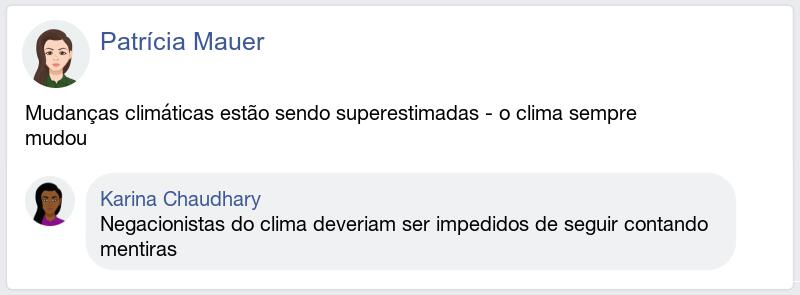 Patrícia Mauer
Mudanças climáticas estão sendo superestimadas - o clima sempre
mudou
Karina Chaudhary
Negacionistas do clima deveriam ser impedidos de seguir contando
mentiras